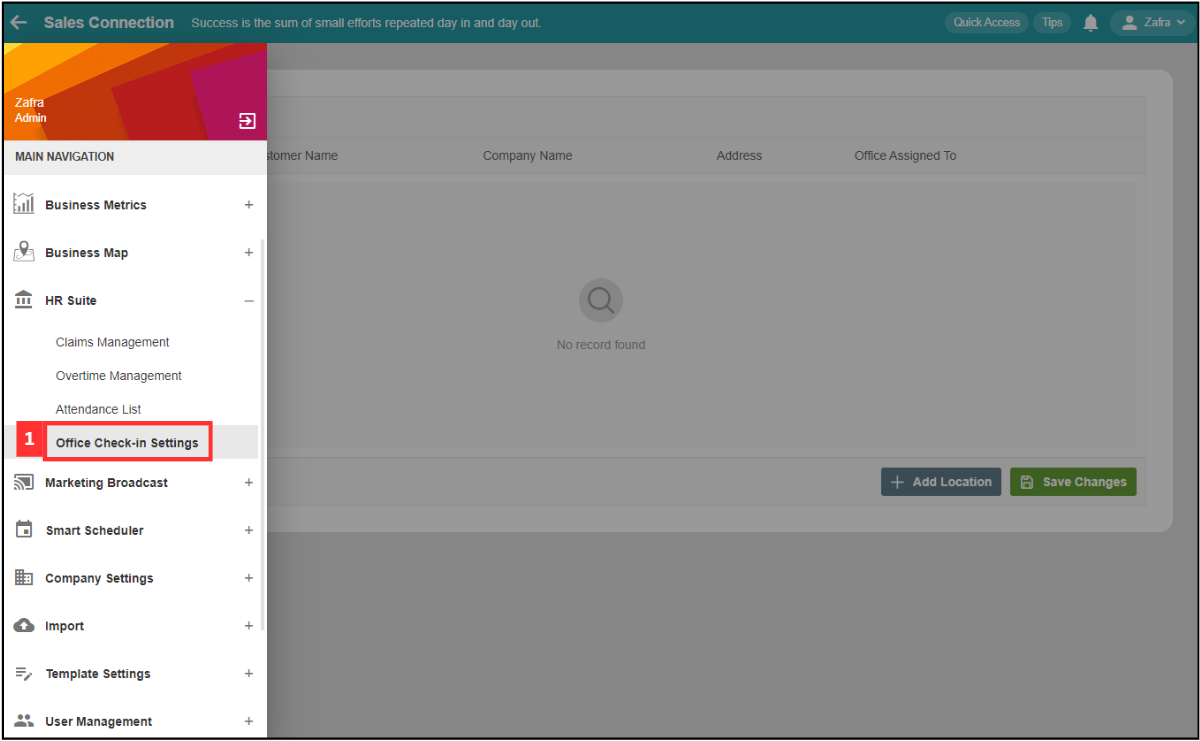 Sales Connection Success is the sum of small efforts repeated day in and day out. Quick Access Tips Zafra
Zafra
Admin
MAIN NAVIGATION
stomer Name Company Name Address Office Assigned To
Business Metrics +
Business Map +
HR Suite –
Claims Management
Overtime Management
Attendance List
1 Office Check-in Settings
Marketing Broadcast +
Smart Scheduler +
Company Settings +
Import +
Template Settings +
User Management +
No record found
+ Add Location Save Changes